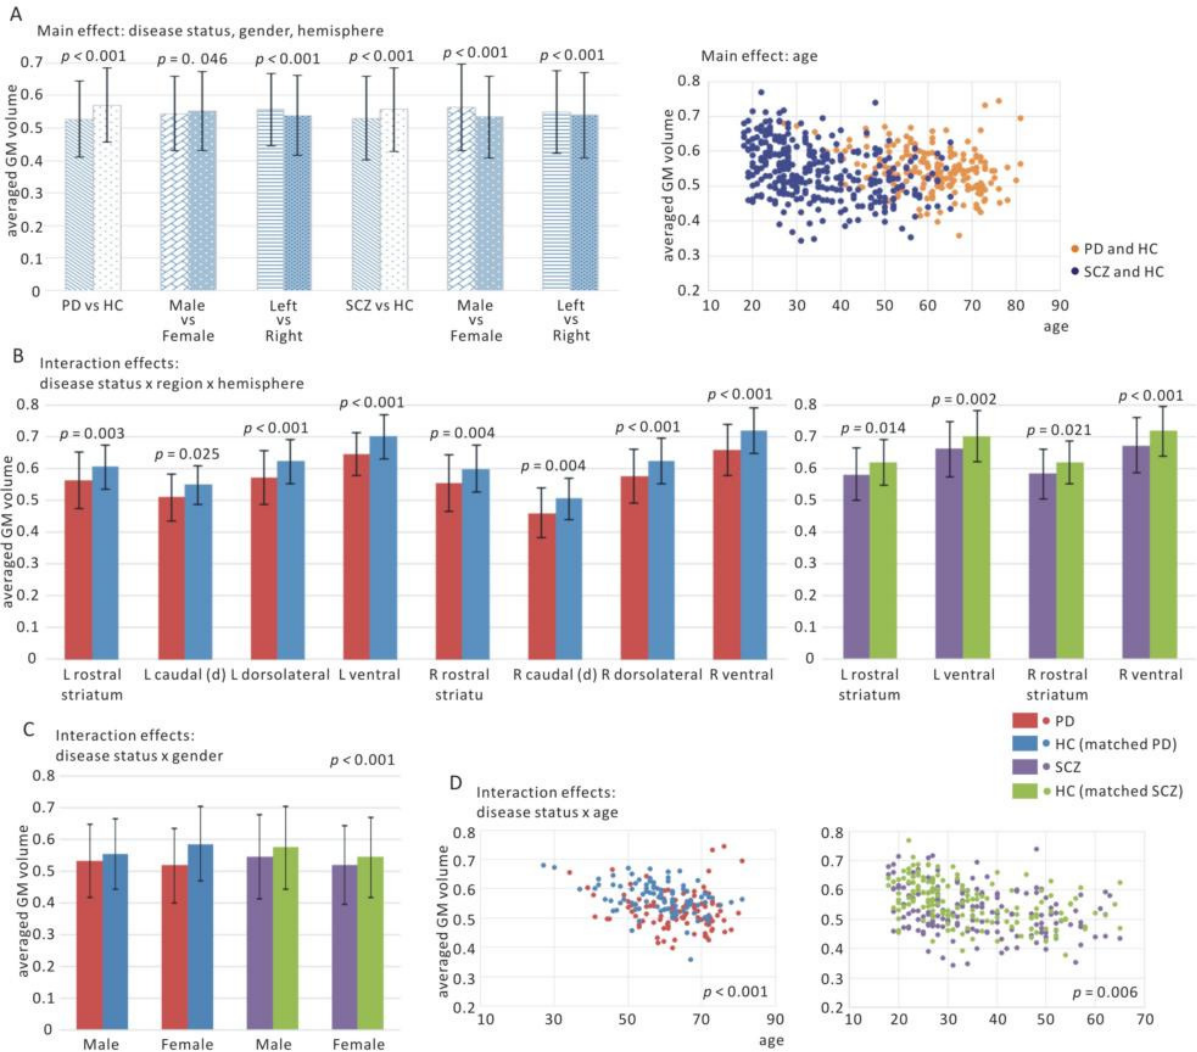 A
Main effect: disease status, gender, hemisphere
p < 0.001
p = 0. 046
p < 0.001
p < 0.001
p < 0.001
p < 0.001
averaged GM volume
0.7
0.6
0.5
0.4
0.3
0.2
0.1
0
PD vs HC
Male
vs
Female
Left
vs
Right
SCZ vs HC
Male
vs
Female
Left
vs
Right
Main effect: age
averaged GM volume
0.8
0.7
0.6
0.5
0.4
0.3
0.2
10
20
30
40
50
60
70
80
90
age
PD and HC
SCZ and HC
B
Interaction effects:
disease status x region x hemisphere
averaged GM volume
0.8
0.7
0.6
0.5
0.4
0.3
0.2
0.1
0
p = 0.003
p = 0.025
p < 0.001
p < 0.001
p = 0.004
p = 0.004
p < 0.001
p < 0.001
L rostral
striatum
L caudal (d)
L dorsolateral
L ventral
R rostral
striatu
R caudal (d)
R dorsolateral
R ventral
0.8
0.7
0.6
0.5
0.4
0.3
0.2
0.1
0
p = 0.014
p = 0.002
p = 0.021
p < 0.001
L rostral
striatum
L ventral
R rostral
striatum
R ventral
PD
HC (matched PD)
SCZ
HC (matched SCZ)
C
Interaction effects:
disease status x gender
p < 0.001
averaged GM volume
0.8
0.7
0.6
0.5
0.4
0.3
0.2
0.1
0
Male
Female
Male
Female
D
Interaction effects:
disease status x age
averaged GM volume
0.8
0.7
0.6
0.5
0.4
0.3
0.2
10
30
50
70
90
age
p < 0.001
0.8
0.7
0.6
0.5
0.4
0.3
0.2
10
20
30
40
50
60
70
p = 0.006